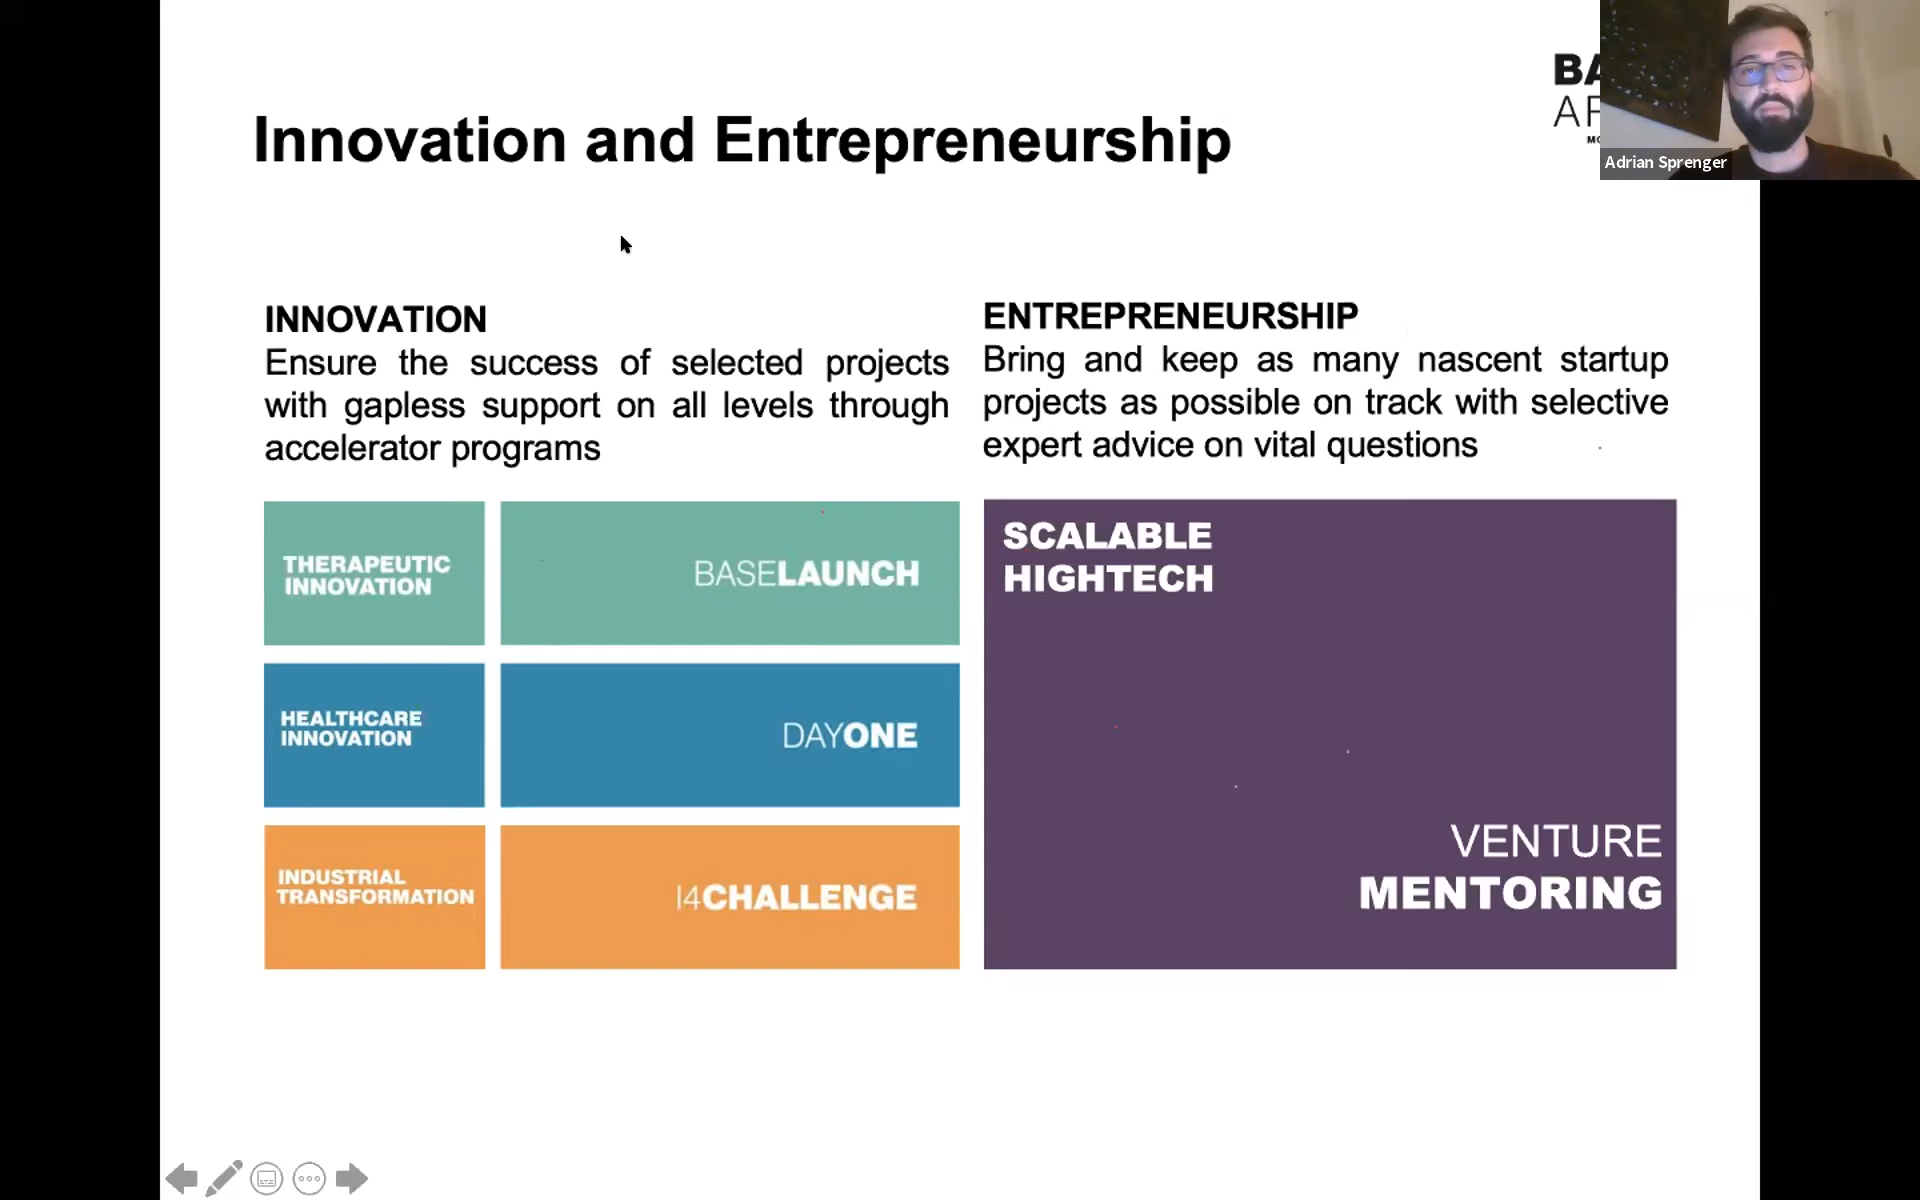 Innovation and Entrepreneurship
Adrian Sprenger
INNOVATION
Ensure the success of selected projects
with gapless support on all levels through
accelerator programs
THERAPEUTIC
INNOVATION
BASELAUNCH
HEALTHCARE
INNOVATION
DAYONE
INDUSTRIAL
TRANSFORMATION
I4CHALLENGE
ENTREPRENEURSHIP
Bring and keep as many nascent startup
projects as possible on track with selective
expert advice on vital questions
SCALABLE
HIGHTECH
VENTURE
MENTORING